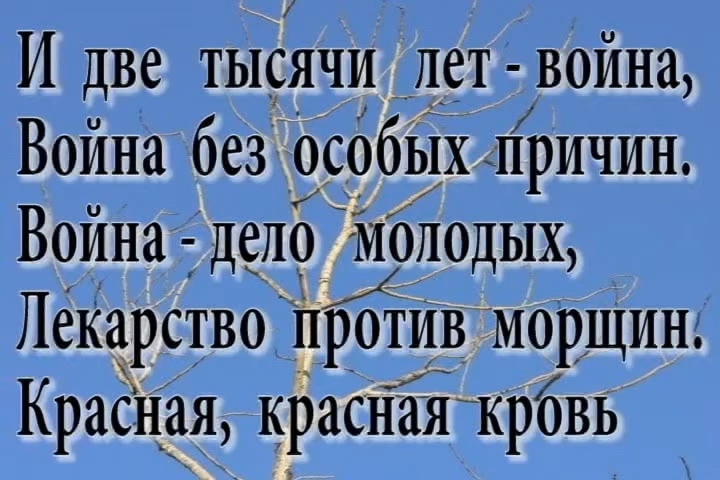 И две тысячи лет - война,
Война без особых причин.
Война - дело молодых,
Лекарство против морщин.
Красная, красная кровь